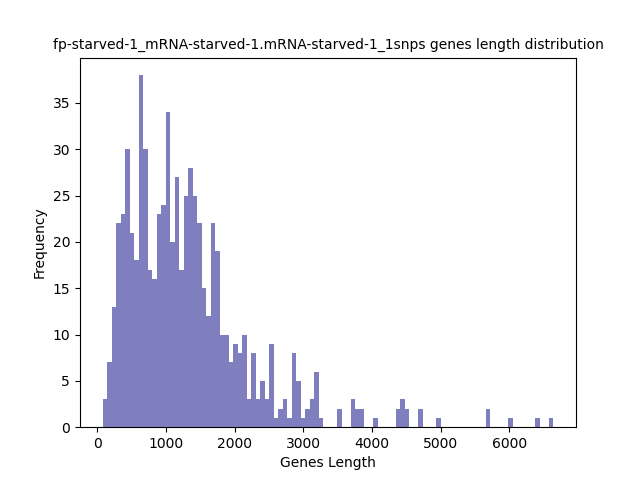 fp-starved-1_mRNA-starved-1.mRNA-starved-1_1snps genes length distribution
35
30
25
20
15
10
5
0
Frequency
0 1000 2000 3000 4000 5000 6000
Genes Length